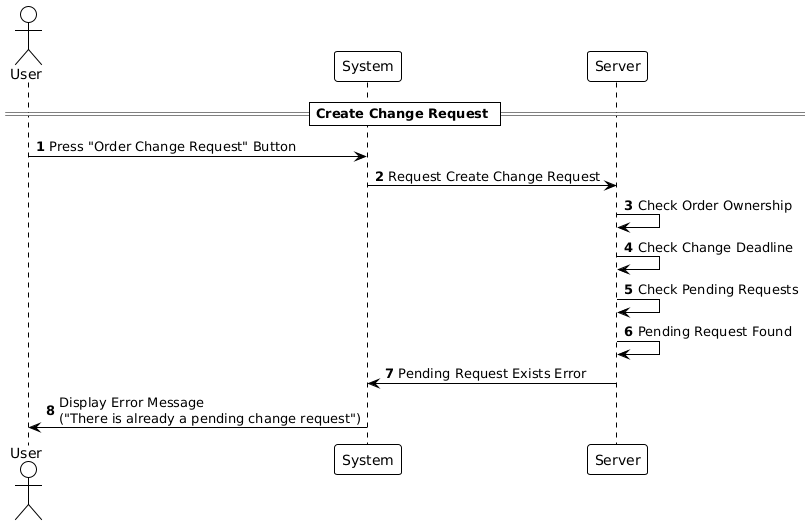 User
System
Server
Create Change Request
1 Press "Order Change Request" Button
2 Request Create Change Request
3 Check Order Ownership
4 Check Change Deadline
5 Check Pending Requests
6 Pending Request Found
7 Pending Request Exists Error
8 Display Error Message
("There is already a pending change request")
User
System
Server